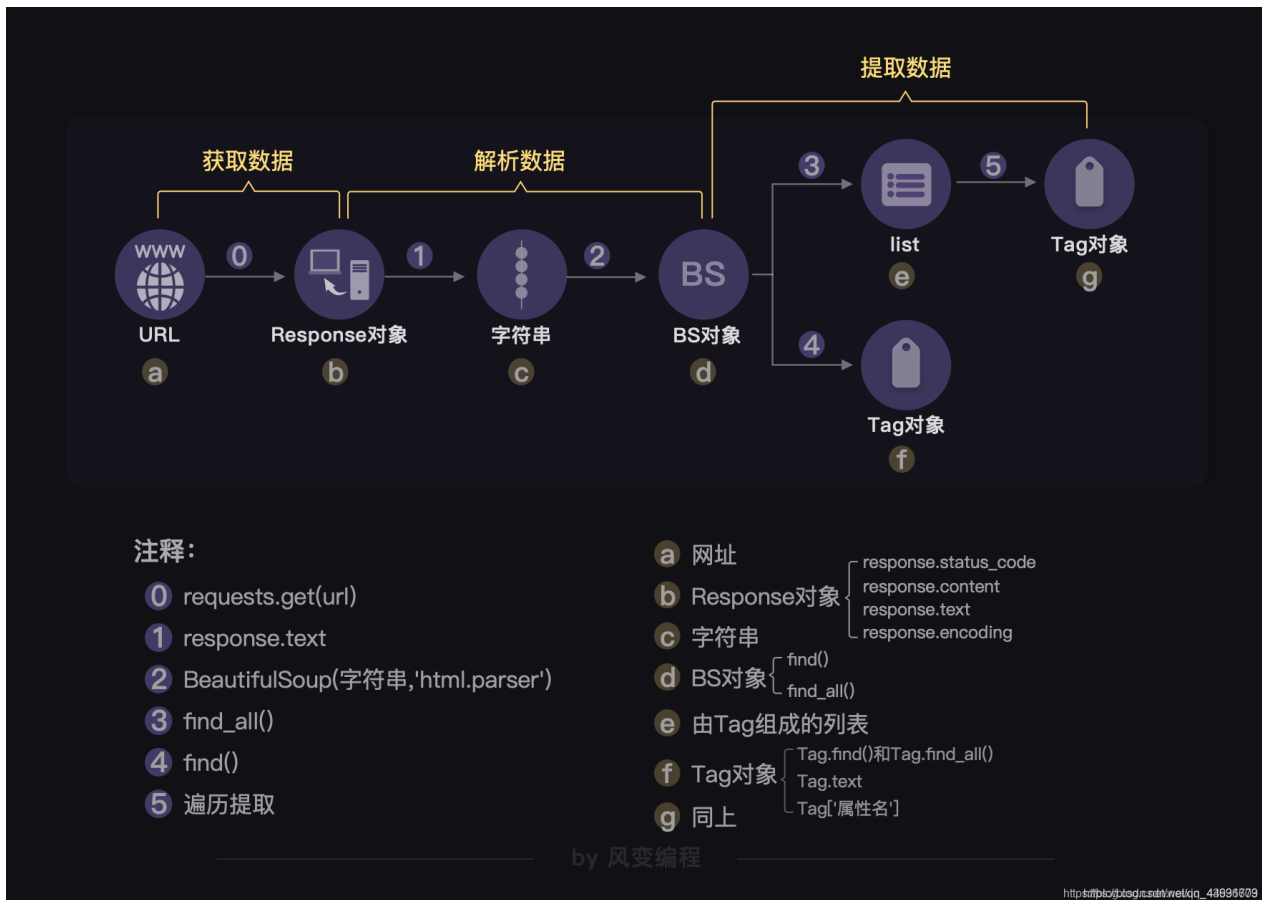 提取数据
获取数据
解析数据
WWW
0
1
2
BS
3
5
4
URL
Response对象
字符串
BS对象
list
Tag对象
Tag对象
a
b
c
d
e
g
f
注释：
0 requests.get(url)
1 response.text
2 BeautifulSoup(字符串,'html.parser')
3 find_all()
4 find()
5 遍历提取
a 网址
b Response对象
response.status_code
response.content
response.text
response.encoding
c 字符串
d BS对象
find()
find_all()
e 由Tag组成的列表
f Tag对象
Tag.find()和Tag.find_all()
Tag.text
Tag['属性名']
g 同上
by 风变编程